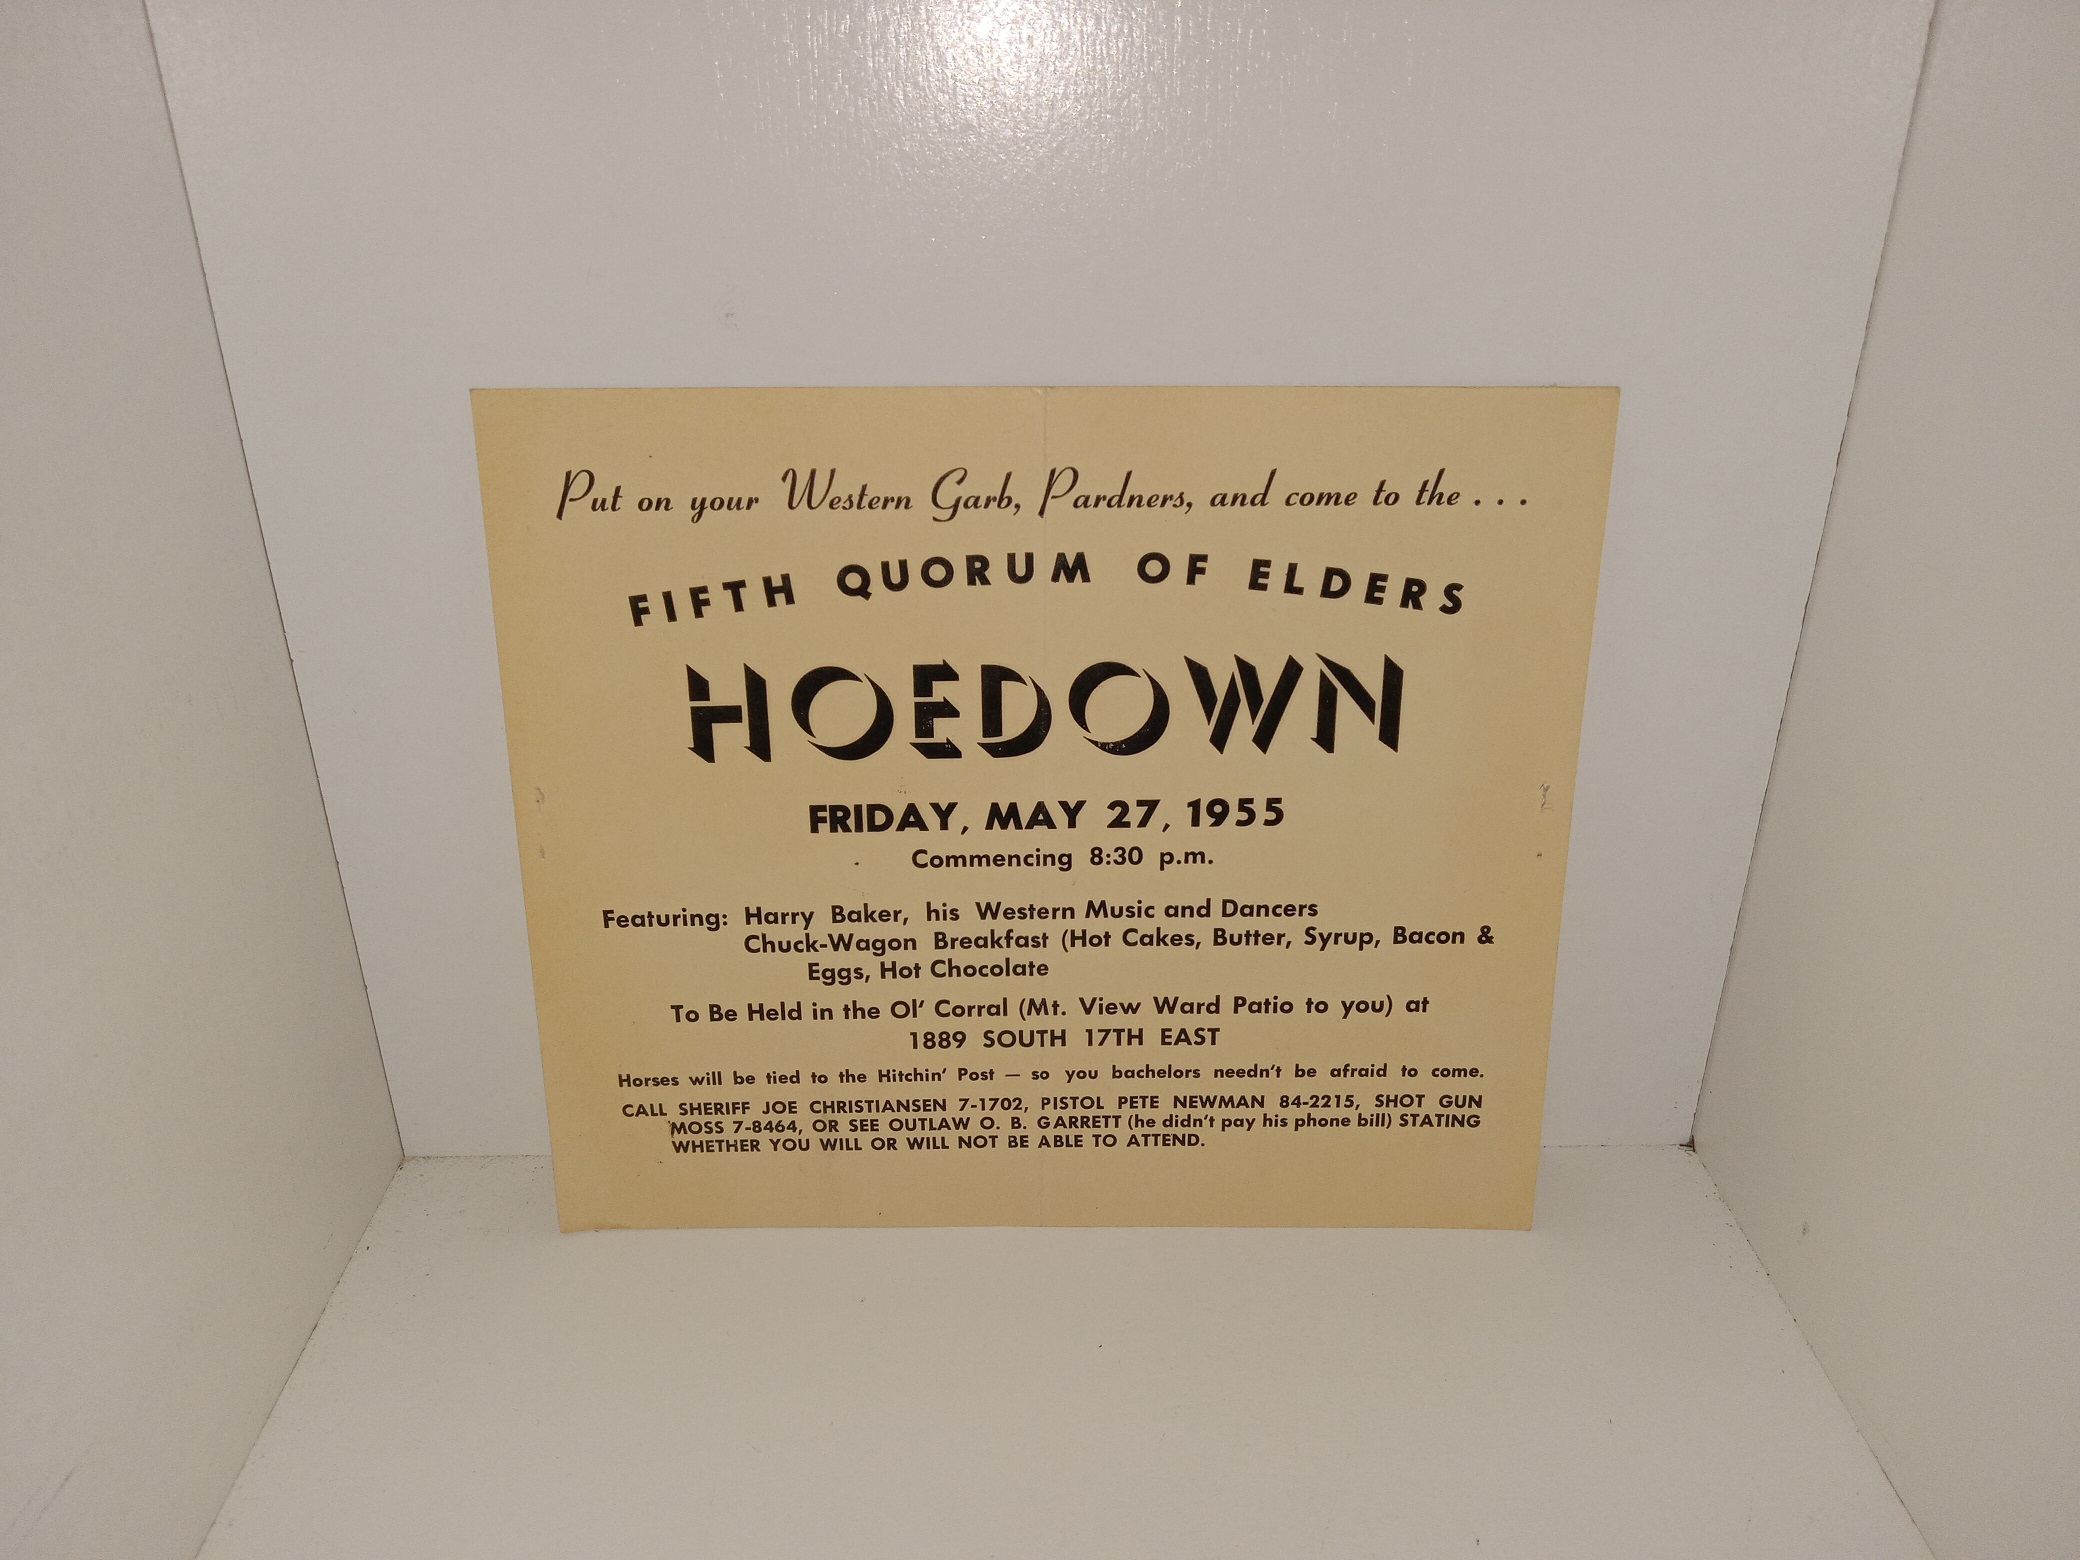 Put on your Western Garb, Pardners, and come to the . . .
FIFTH QUORUM OF ELDERS
HOEDOWN
FRIDAY, MAY 27, 1955
Commencing 8:30 p.m.
Featuring: Harry Baker, his Western Music and Dancers
Chuck-Wagon Breakfast (Hot Cakes, Butter, Syrup, Bacon &
Eggs, Hot Chocolate
To Be Held in the Ol' Corral (Mt. View Ward Patio to you) at
1889 SOUTH 17TH EAST
Horses will be tied to the Hitchin' Post — so you bachelors needn't be afraid to come.
CALL SHERIFF JOE CHRISTIANSEN 7-1702, PISTOL PETE NEWMAN 84-2215, SHOT GUN
MOSS 7-8464, OR SEE OUTLAW O. B. GARRETT (he didn't pay his phone bill) STATING
WHETHER YOU WILL OR WILL NOT BE ABLE TO ATTEND.